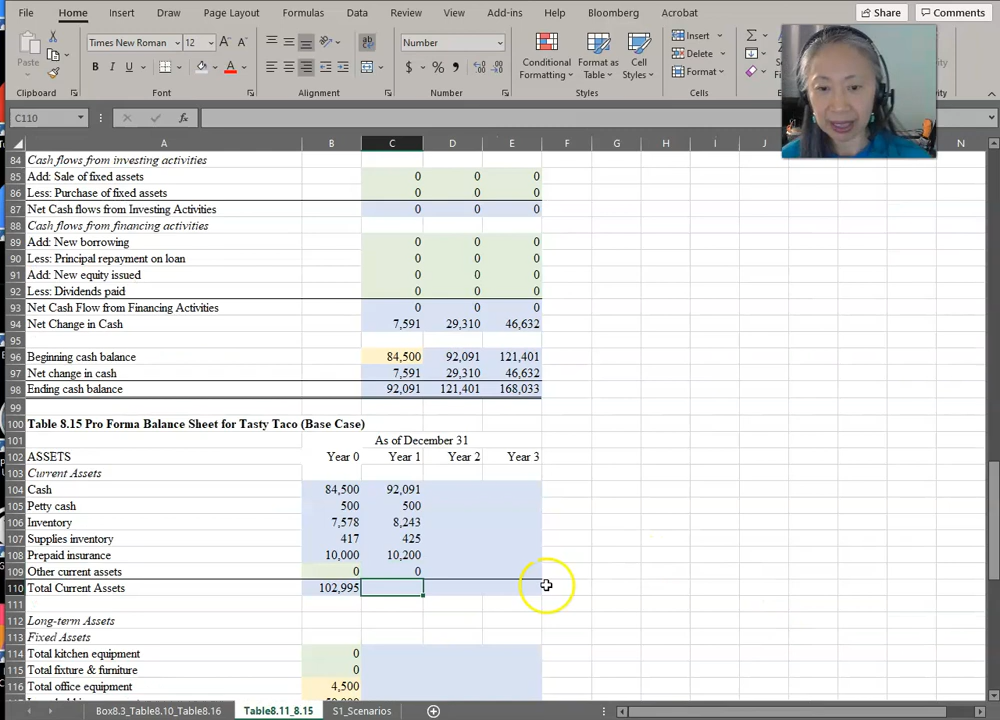 File Home Insert Draw Page Layout Formulas Data Review View Add-ins Help Bloomberg Acrobat Share Comments
Paste Times New Roman 12 Number Conditional Formatting Format as Table Cell Styles Insert Delete Format
B I U $ %
Clipboard Font Alignment Number Styles Cells
C110 fx
A B C D E F G H I J K L M N
84 Cash flows from investing activities
85 Add: Sale of fixed assets 0 0 0
86 Less: Purchase of fixed assets 0 0 0
87 Net Cash flows from Investing Activities 0 0 0
88 Cash flows from financing activities
89 Add: New borrowing 0 0 0
90 Less: Principal repayment on loan 0 0 0
91 Add: New equity issued 0 0 0
92 Less: Dividends paid 0 0 0
93 Net Cash Flow from Financing Activities 0 0 0
94 Net Change in Cash 7,591 29,310 46,632
95
96 Beginning cash balance 84,500 92,091 121,401
97 Net change in cash 7,591 29,310 46,632
98 Ending cash balance 92,091 121,401 168,033
99
100 Table 8.15 Pro Forma Balance Sheet for Tasty Taco (Base Case)
101 As of December 31
102 ASSETS Year 0 Year 1 Year 2 Year 3
103 Current Assets
104 Cash 84,500 92,091
105 Petty cash 500 500
106 Inventory 7,578 8,243
107 Supplies inventory 417 425
108 Prepaid insurance 10,000 10,200
109 Other current assets 0 0
110 Total Current Assets 102,995
111
112 Long-term Assets
113 Fixed Assets
114 Total kitchen equipment 0
115 Total fixture & furniture 0
116 Total office equipment 4,500
Box8.3_Table8.10_Table8.16 Table8.11_8.15 S1_Scenarios